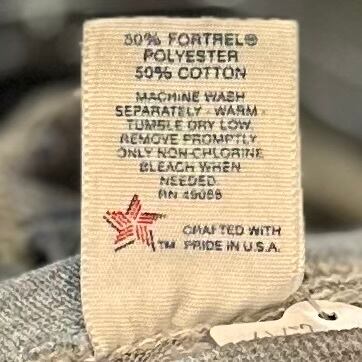 50% FORTREL®
POLYESTER
50% COTTON
MACHINE WASH
SEPARATELY - WARM -
TUMBLE DRY LOW
REMOVE PROMPTLY
ONLY NON-CHLORINE
BLEACH WHEN
NEEDED
RN 49089
CRAFTED WITH
™ PRIDE IN U.S.A.